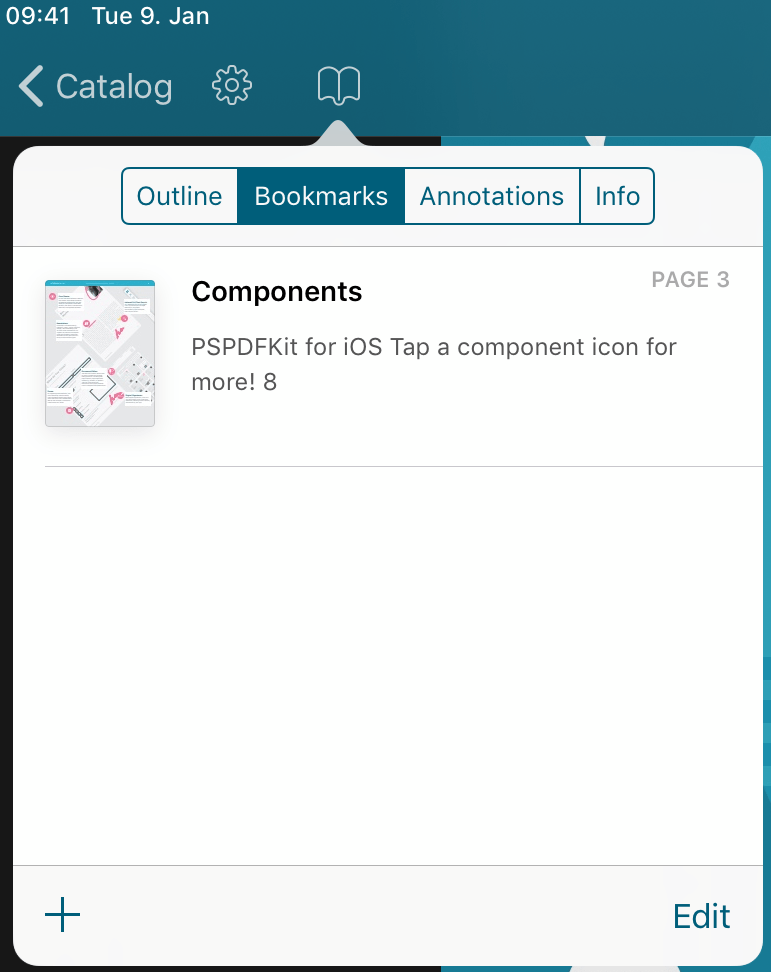 09:41 Tue 9. Jan
Catalog
Outline Bookmarks Annotations Info
Components PAGE 3
PSPDFKit for iOS Tap a component icon for
more! 8
Edit